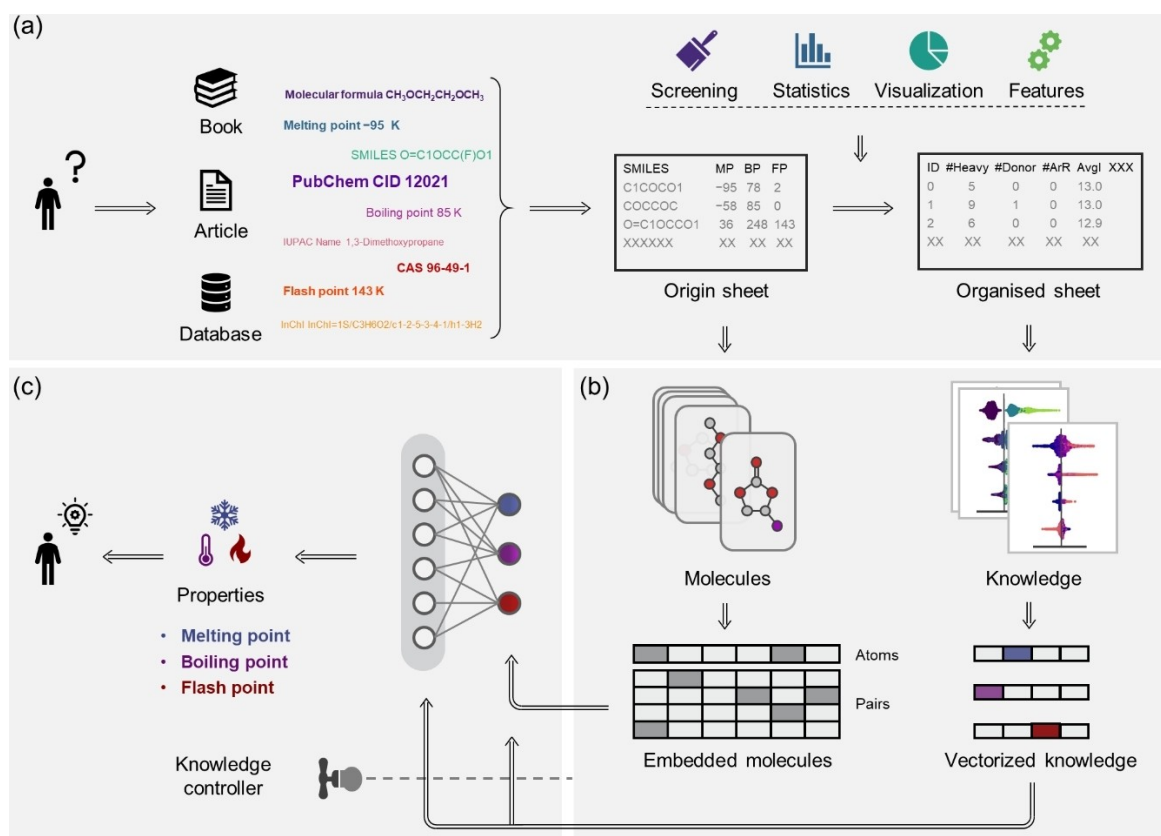 (a)
Book
Article
Database
Molecular formula CH₃OCH₂CH₂OCH₃
Melting point −95 K
SMILES O=C1OCC(F)O1
PubChem CID 12021
Boiling point 85 K
IUPAC Name 1,3-Dimethoxypropane
CAS 96-49-1
Flash point 143 K
InChI InChI=1S/C3H6O2/c1-2-5-3-4-1/h1-3H2
Screening
Statistics
Visualization
Features
SMILES MP BP FP
C1COCO1 −95 78 2
COCCOC −58 85 0
O=C1OCCO1 36 248 143
XXXXXX XX XX XX
Origin sheet
ID #Heavy #Donor #ArR AvgI XXX
0 5 0 0 13.0
1 9 1 0 13.0
2 6 0 0 12.9
XX XX XX XX XX
Organised sheet
(c)
Properties
• Melting point
• Boiling point
• Flash point
Knowledge
controller
(b)
Molecules
Knowledge
Atoms
Pairs
Embedded molecules
Vectorized knowledge